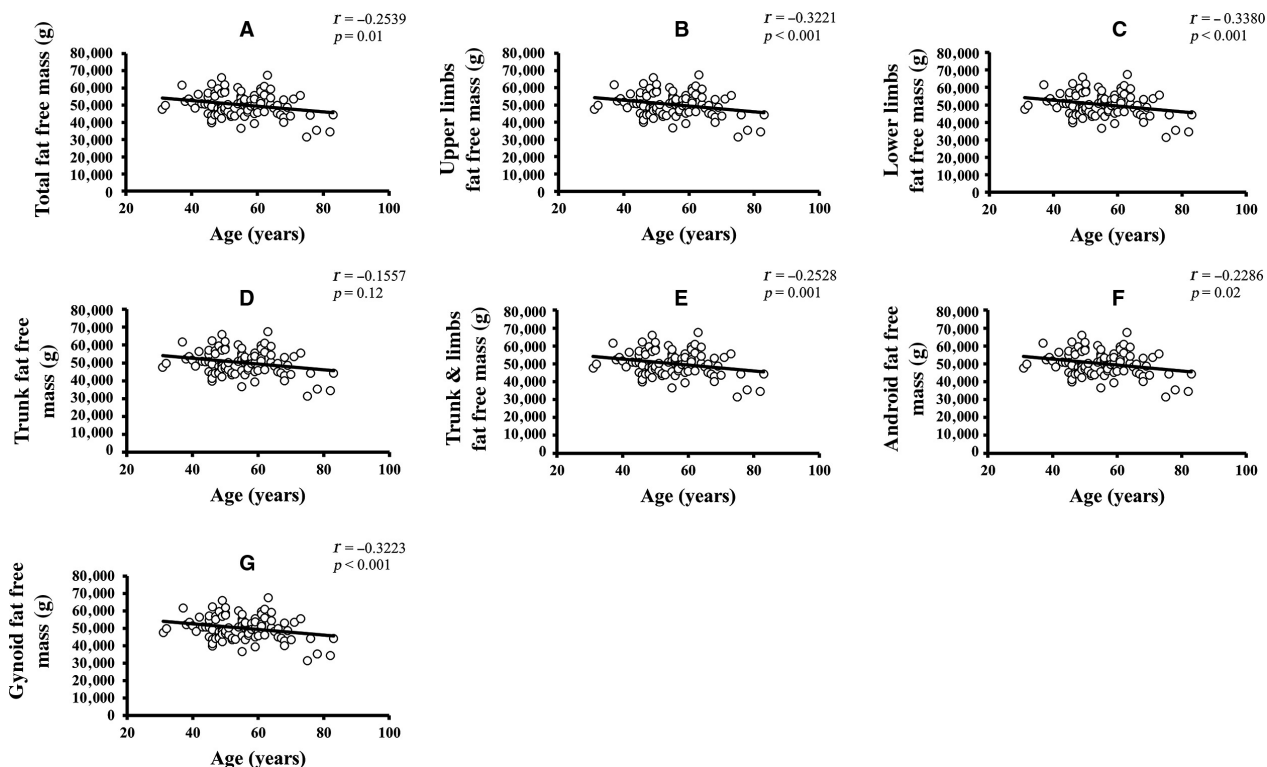 A
r = –0.2539
p = 0.01
Total fat free mass (g)
80,000
70,000
60,000
50,000
40,000
30,000
20,000
10,000
0
20 40 60 80 100
Age (years)
B
r = –0.3221
p < 0.001
Upper limbs
fat free mass (g)
80,000
70,000
60,000
50,000
40,000
30,000
20,000
10,000
0
20 40 60 80 100
Age (years)
C
r = – 0.3380
p < 0.001
Lower limbs
fat free mass (g)
80,000
70,000
60,000
50,000
40,000
30,000
20,000
10,000
0
20 40 60 80 100
Age (years)
D
r = –0.1557
p = 0.12
Trunk fat free
mass (g)
80,000
70,000
60,000
50,000
40,000
30,000
20,000
10,000
0
20 40 60 80 100
Age (years)
E
r = –0.2528
p = 0.001
Trunk & limbs
fat free mass (g)
80,000
70,000
60,000
50,000
40,000
30,000
20,000
10,000
0
20 40 60 80 100
Age (years)
F
r = –0.2286
p = 0.02
Android fat free
mass (g)
80,000
70,000
60,000
50,000
40,000
30,000
20,000
10,000
0
20 40 60 80 100
Age (years)
G
r = –0.3223
p < 0.001
Gynoid fat free
mass (g)
80,000
70,000
60,000
50,000
40,000
30,000
20,000
10,000
0
20 40 60 80 100
Age (years)